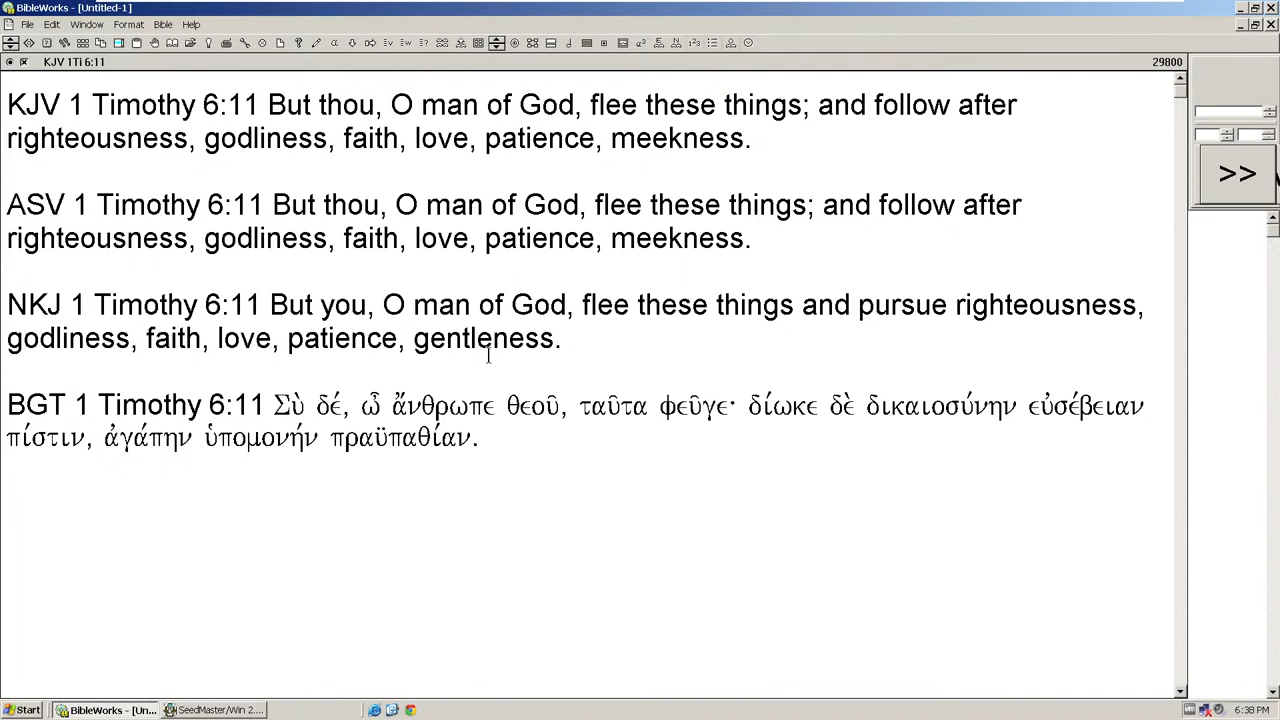 BibleWorks - [Untitled-1]
File Edit Window Format Bible Help
KJV 1Ti 6:11 29800
KJV 1 Timothy 6:11 But thou, O man of God, flee these things; and follow after
righteousness, godliness, faith, love, patience, meekness.
ASV 1 Timothy 6:11 But thou, O man of God, flee these things; and follow after
righteousness, godliness, faith, love, patience, meekness.
NKJ 1 Timothy 6:11 But you, O man of God, flee these things and pursue righteousness,
godliness, faith, love, patience, gentleness.
BGT 1 Timothy 6:11 Σὺ δέ, ὦ ἄνθρωπε θεοῦ, ταῦτα φεῦγε· δίωκε δὲ δικαιοσύνην εὐσέβειαν
πίστιν, ἀγάπην ὑπομονήν πραϋπαθίαν.
>>
Start BibleWorks - [Un... SeedMaster/Win 2.... 6:38 PM